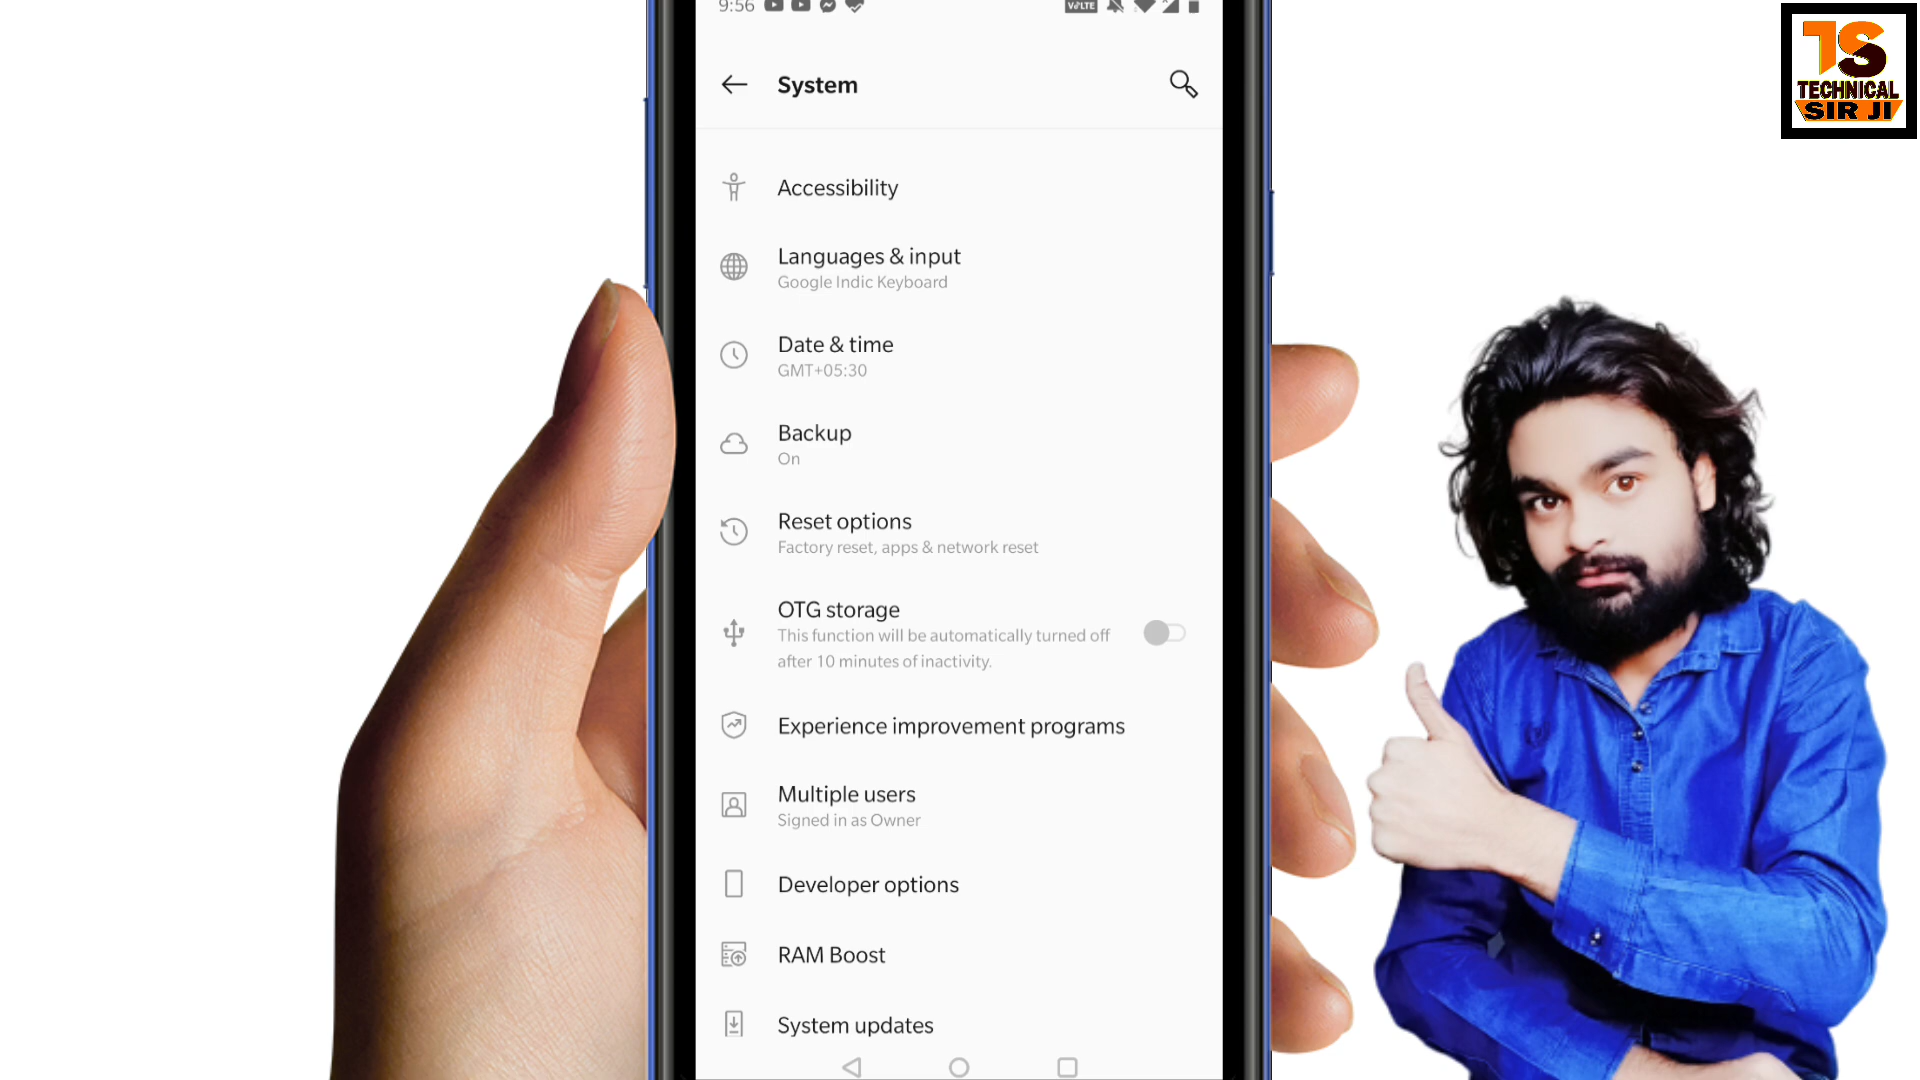 9:56
VoLTE
System
Accessibility
Languages & input
Google Indic Keyboard
Date & time
GMT+05:30
Backup
On
Reset options
Factory reset, apps & network reset
OTG storage
This function will be automatically turned off
after 10 minutes of inactivity.
Experience improvement programs
Multiple users
Signed in as Owner
Developer options
RAM Boost
System updates
TS
TECHNICAL
SIR JI